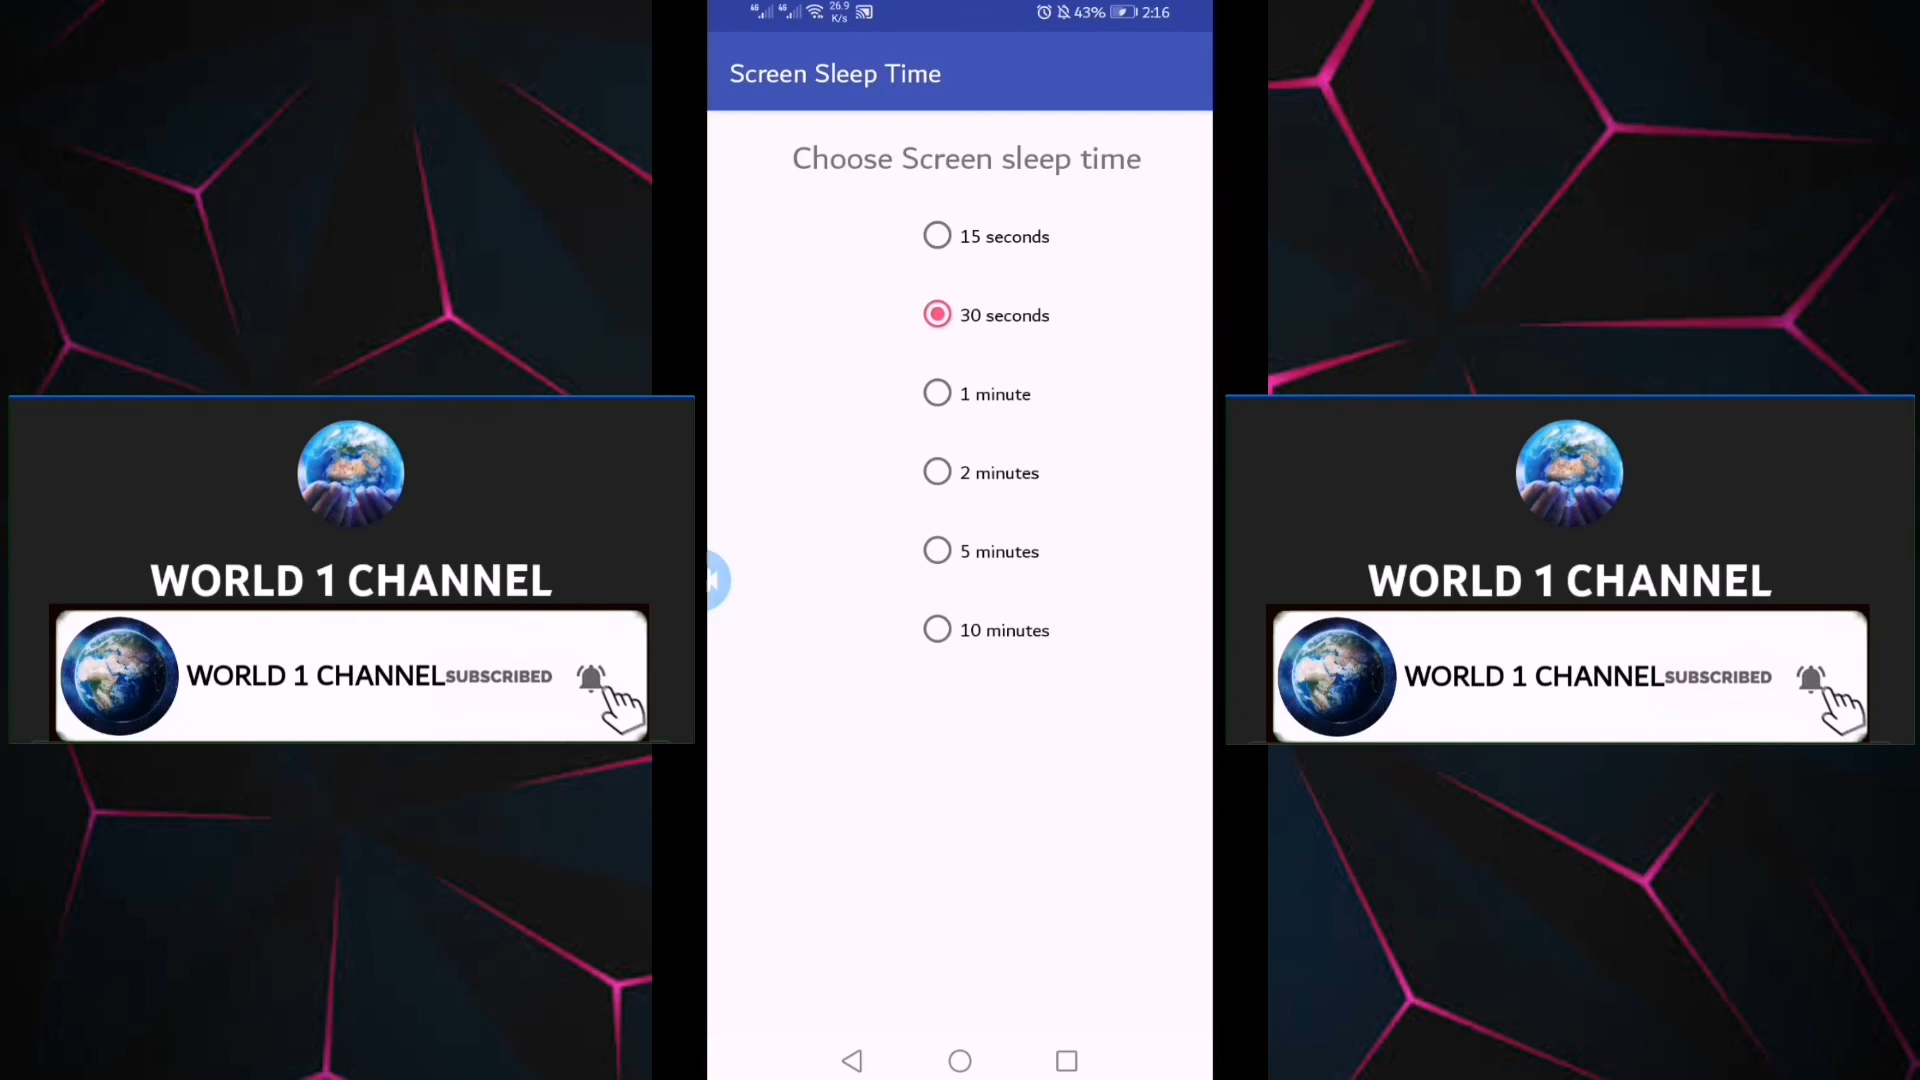 4G 4G 26.9 K/s 43% 2:16
Screen Sleep Time
Choose Screen sleep time
15 seconds
30 seconds
1 minute
2 minutes
5 minutes
10 minutes
WORLD 1 CHANNEL
WORLD 1 CHANNEL SUBSCRIBED
WORLD 1 CHANNEL
WORLD 1 CHANNEL SUBSCRIBED